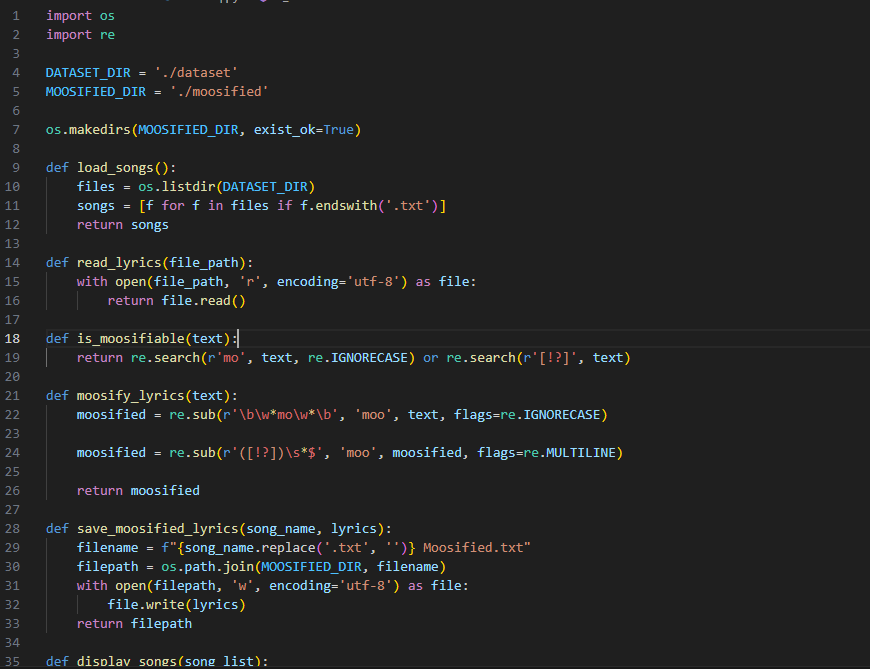 1 import os
2 import re
3
4 DATASET_DIR = './dataset'
5 MOOSIFIED_DIR = './moosified'
6
7 os.makedirs(MOOSIFIED_DIR, exist_ok=True)
8
9 def load_songs():
10     files = os.listdir(DATASET_DIR)
11     songs = [f for f in files if f.endswith('.txt')]
12     return songs
13
14 def read_lyrics(file_path):
15     with open(file_path, 'r', encoding='utf-8') as file:
16         return file.read()
17
18 def is_moosifiable(text):
19     return re.search(r'mo', text, re.IGNORECASE) or re.search(r'[!?]', text)
20
21 def moosify_lyrics(text):
22     moosified = re.sub(r'\b\w*mo\w*\b', 'moo', text, flags=re.IGNORECASE)
23
24     moosified = re.sub(r'([!?])\s*$', 'moo', moosified, flags=re.MULTILINE)
25
26     return moosified
27
28 def save_moosified_lyrics(song_name, lyrics):
29     filename = f"{song_name.replace('.txt', '')} Moosified.txt"
30     filepath = os.path.join(MOOSIFIED_DIR, filename)
31     with open(filepath, 'w', encoding='utf-8') as file:
32         file.write(lyrics)
33     return filepath
34
35 def display_songs(song_list):